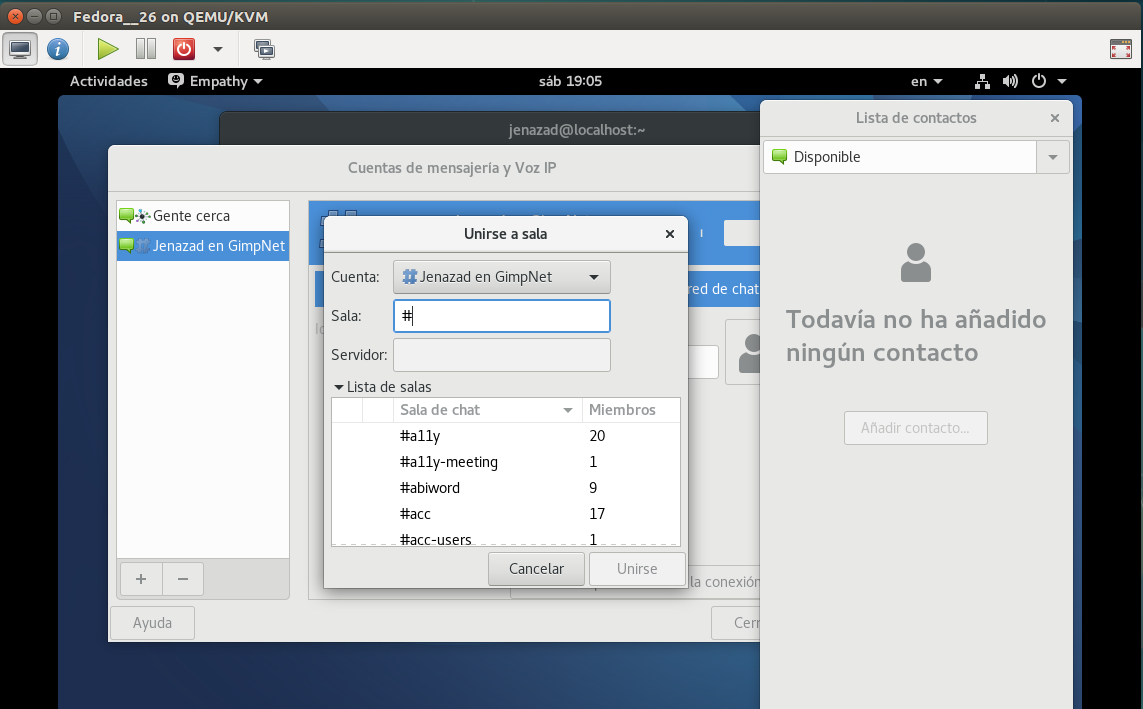 Fedora__26 on QEMU/KVM
Actividades
Empathy
sáb 19:05
en
jenazad@localhost:~
Lista de contactos
Disponible
Cuentas de mensajeria y Voz IP
Gente cerca
Jenazad en GimpNet
red de chat
Unirse a sala
Cuenta:
Jenazad en GimpNet
Sala:
#
Servidor:
Lista de salas
Sala de chat Miembros
#a11y 20
#a11y-meeting 1
#abiword 9
#acc 17
#acc-users 1
Cancelar
Unirse
la conexión
Ayuda
Todavía no ha añadido
ningún contacto
Añadir contacto...